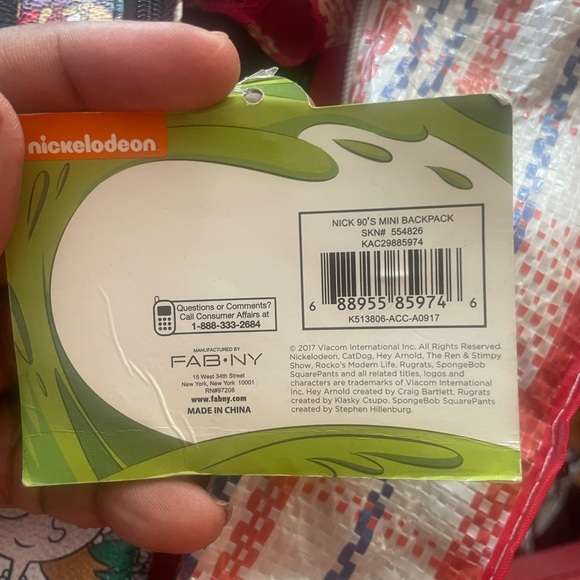 nickelodeon
NICK 90'S MINI BACKPACK
SKN# 554826
KAC29885974
6 88955 85974 6
K513806-ACC-A0917
Questions or Comments?
Call Consumer Affairs at
1-888-333-2684
MANUFACTURED BY
FAB•NY
15 West 34th Street
New York, New York 10001
RN#97208
www.fabny.com
MADE IN CHINA
© 2017 Viacom International Inc. All Rights Reserved.
Nickelodeon, CatDog, Hey Arnold, The Ren & Stimpy
Show, Rocko's Modern Life, Rugrats, SpongeBob
SquarePants and all related titles, logos and
characters are trademarks of Viacom International
Inc. Hey Arnold created by Craig Bartlett. Rugrats
created by Klasky Csupo. SpongeBob SquarePants
created by Stephen Hillenburg.